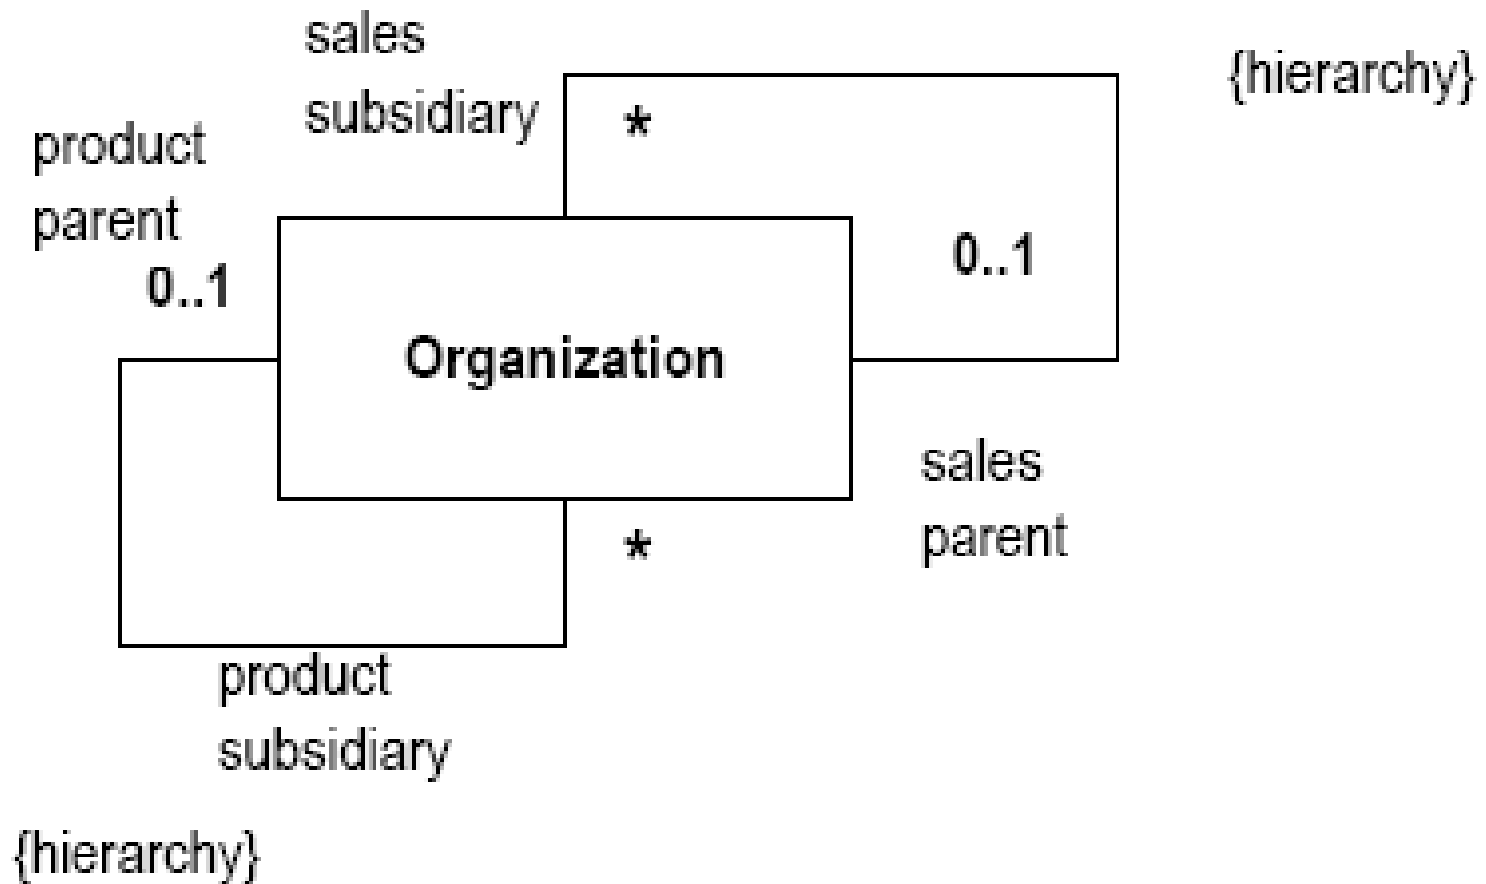 sales
subsidiary
*
{hierarchy}
product
parent
0..1
0..1
Organization
sales
parent
*
product
subsidiary
{hierarchy}